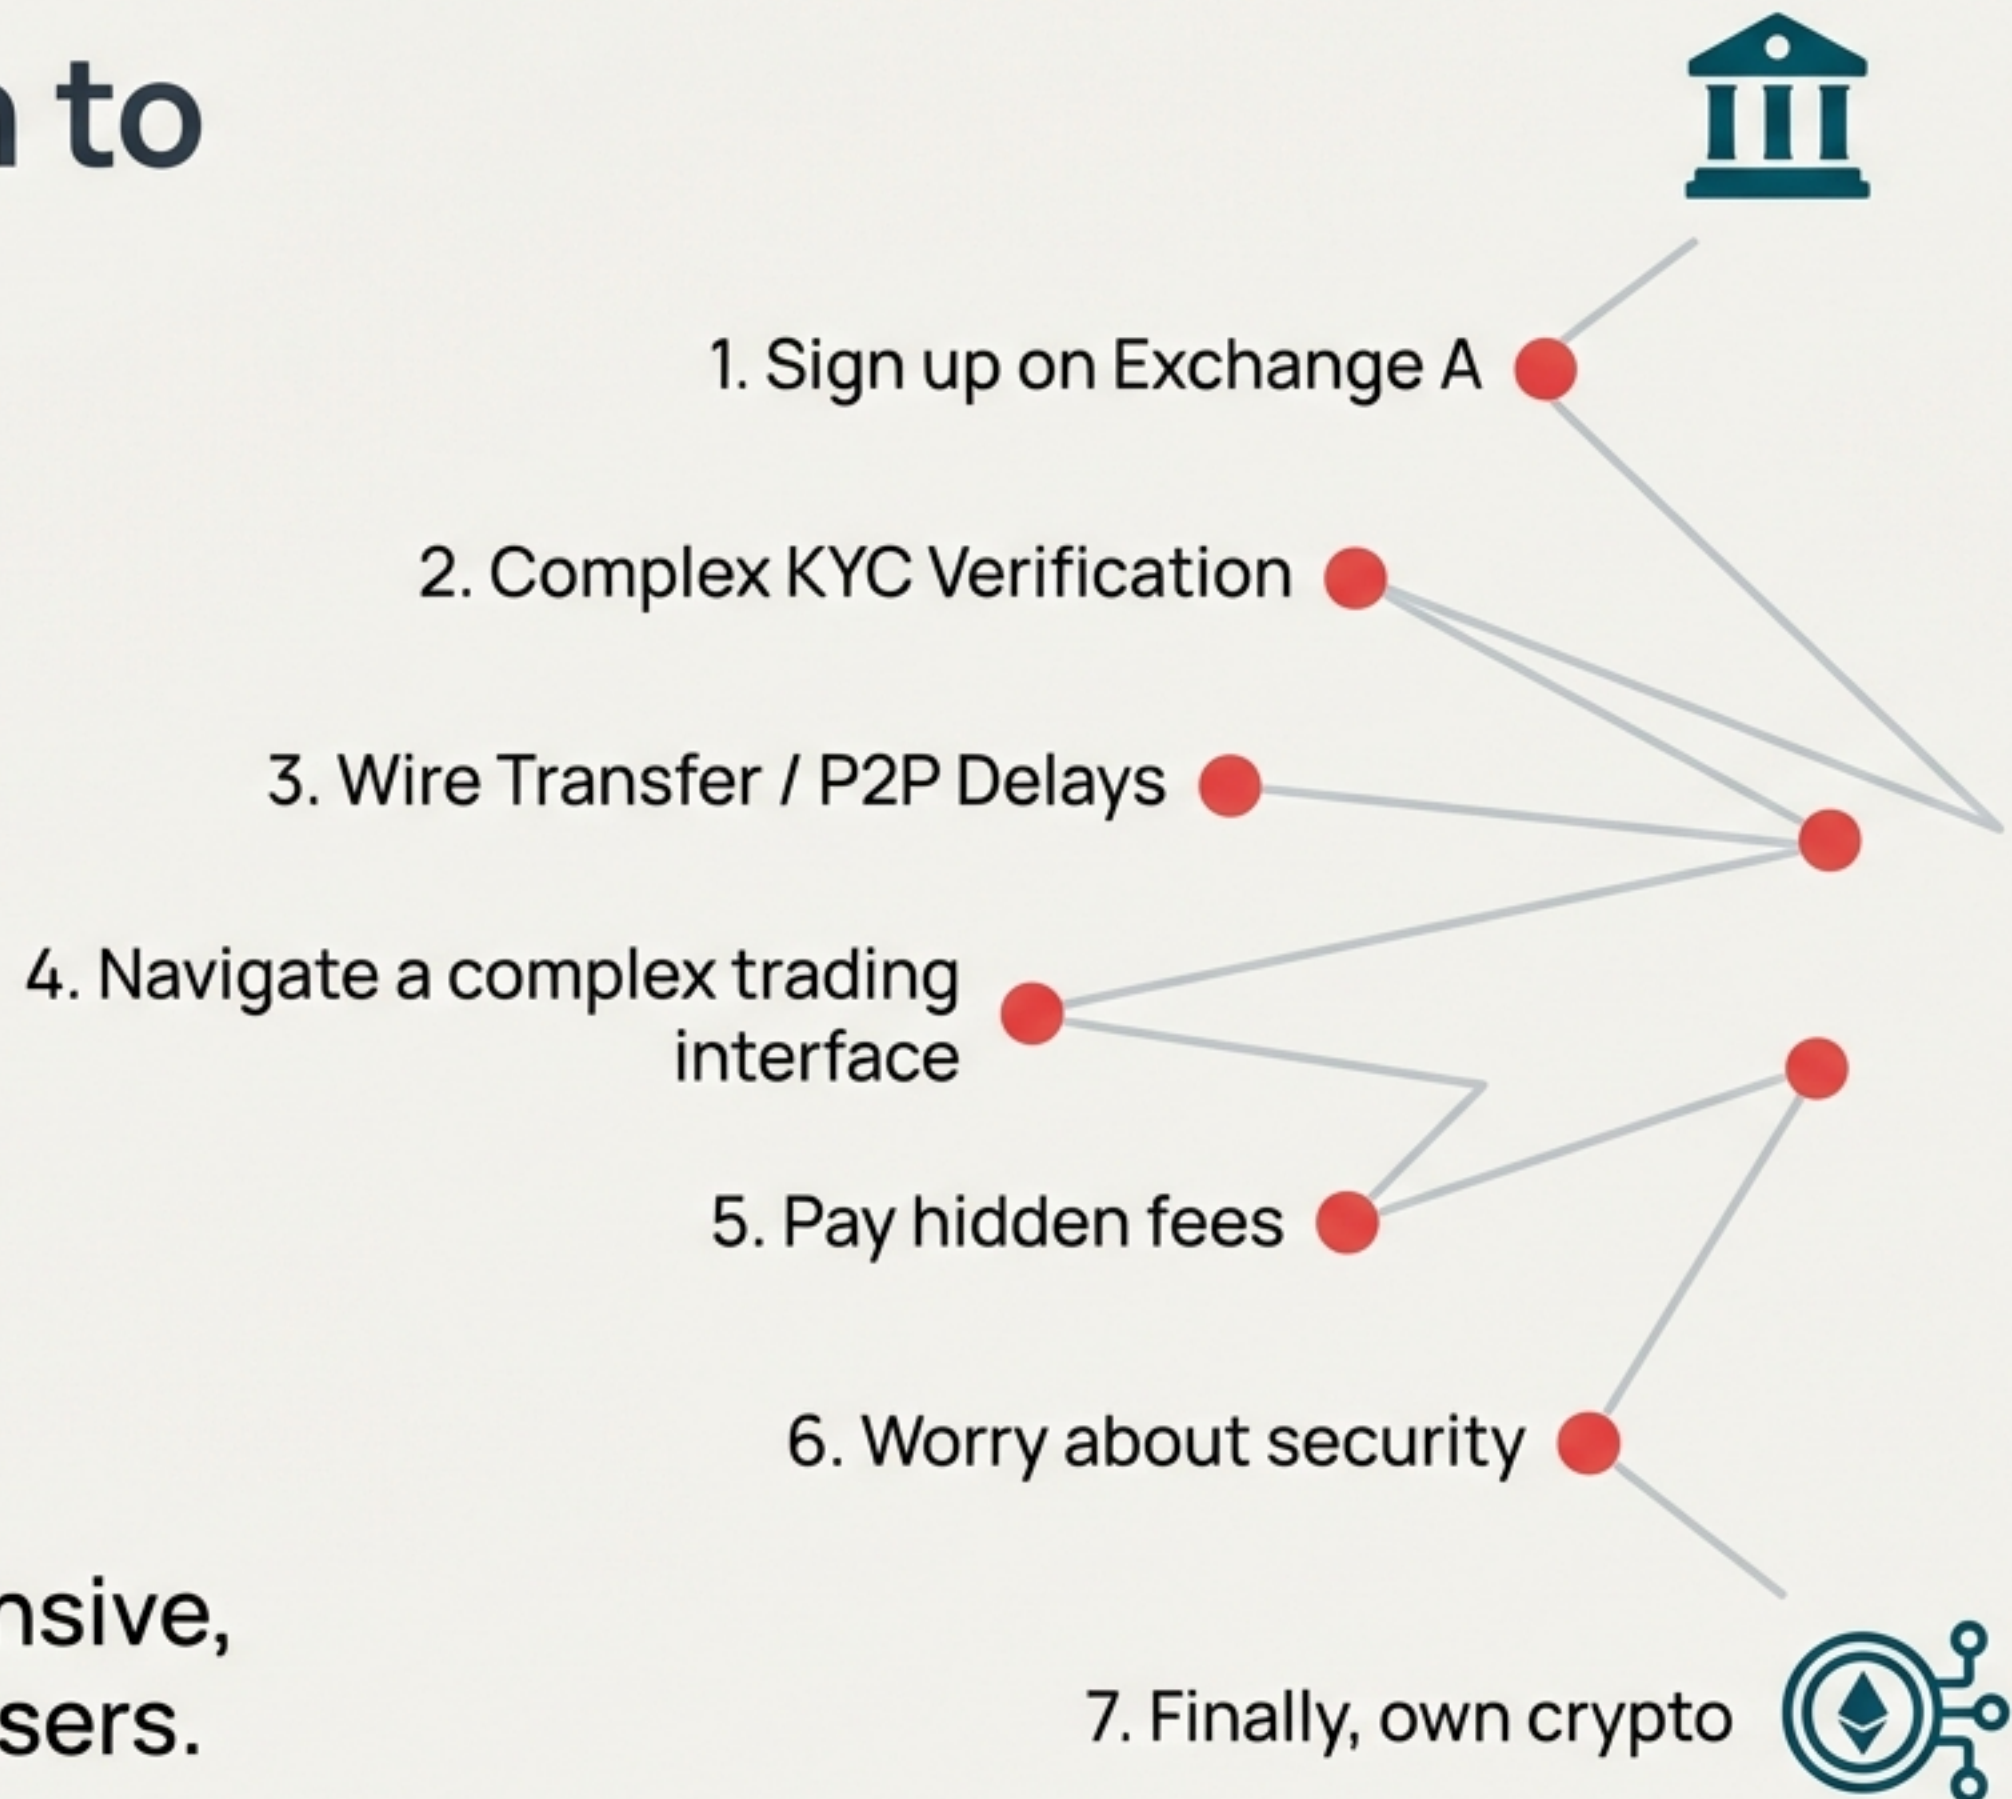 to
1. Sign up on Exchange A
2. Complex KYC Verification
3. Wire Transfer / P2P Delays
4. Navigate a complex trading
interface
5. Pay hidden fees
6. Worry about security
nsive,
sers.
7. Finally, own crypto